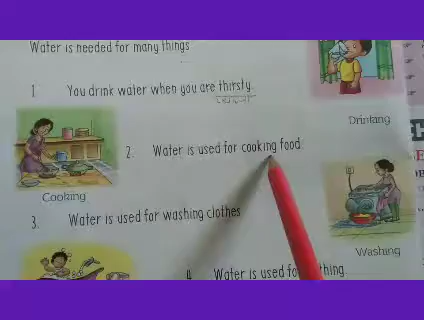 Water is needed for many things
1. You drink water when you are thirsty.
Drinking
2. Water is used for cooking food.
Cooking
3. Water is used for washing clothes
Washing
4. Water is used fo thing